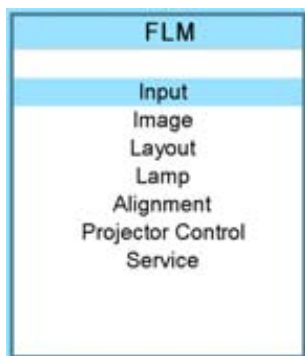 FLM
Input
Image
Layout
Lamp
Alignment
Projector Control
Service